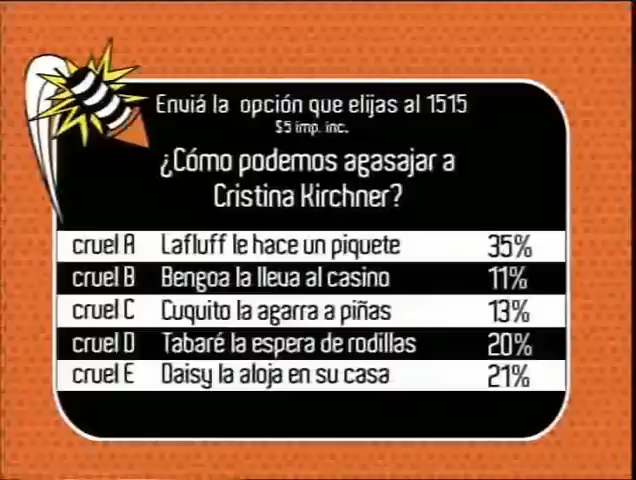 Enviá la opción que elijas al 1515
$5 imp. inc.
¿Cómo podemos agasajar a
Cristina Kirchner?
cruel A Lafluff le hace un piquete 35%
cruel B Bengoa la lleva al casino 11%
cruel C Cuquito la agarra a piñas 13%
cruel D Tabaré la espera de rodillas 20%
cruel E Daisy la aloja en su casa 21%